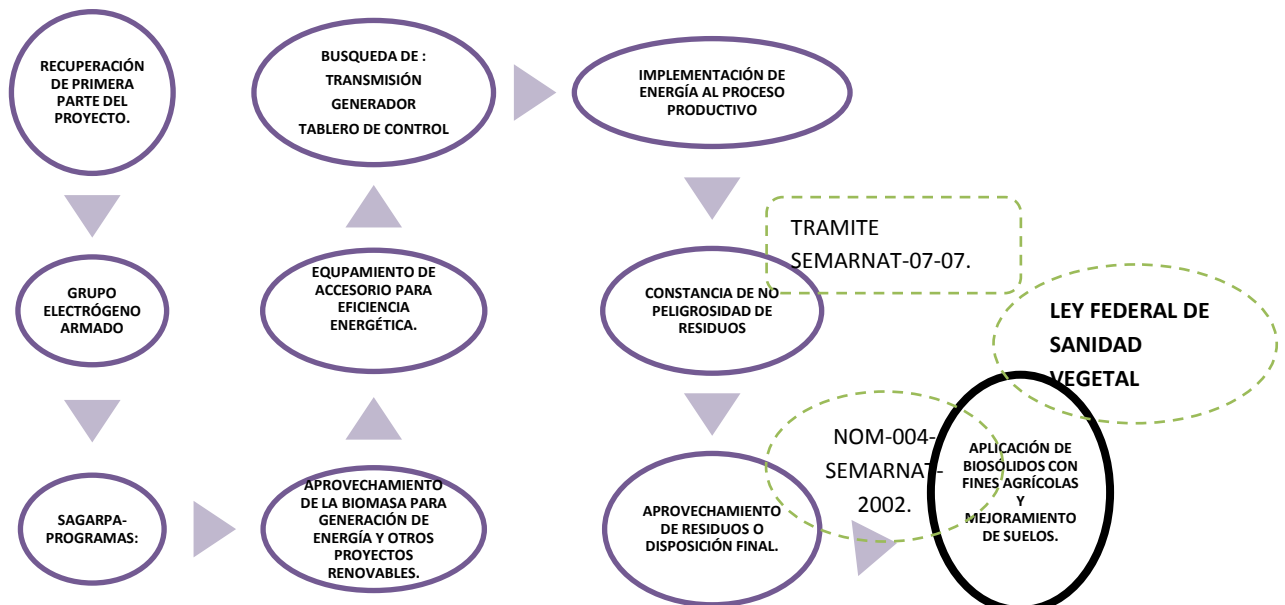 RECUPERACIÓN
DE PRIMERA
PARTE DEL
PROYECTO.
GRUPO
ELECTRÓGENO
ARMADO
SAGARPA-
PROGRAMAS:
APROVECHAMIENTO
DE LA BIOMASA PARA
GENERACIÓN DE
ENERGÍA Y OTROS
PROYECTOS
RENOVABLES.
EQUPAMIENTO DE
ACCESORIO PARA
EFICIENCIA
ENERGÉTICA.
BUSQUEDA DE :
TRANSMISIÓN
GENERADOR
TABLERO DE CONTROL
IMPLEMENTACIÓN DE
ENERGÍA AL PROCESO
PRODUCTIVO
TRAMITE
SEMARNAT-07-07.
CONSTANCIA DE NO
PELIGROSIDAD DE
RESIDUOS
APROVECHAMIENTO
DE RESIDUOS O
DISPOSICIÓN FINAL.
NOM-004-
SEMARNAT-
2002.
LEY FEDERAL DE
SANIDAD
VEGETAL
APLICACIÓN DE
BIOSÓLIDOS CON
FINES AGRÍCOLAS
Y
MEJORAMIENTO
DE SUELOS.